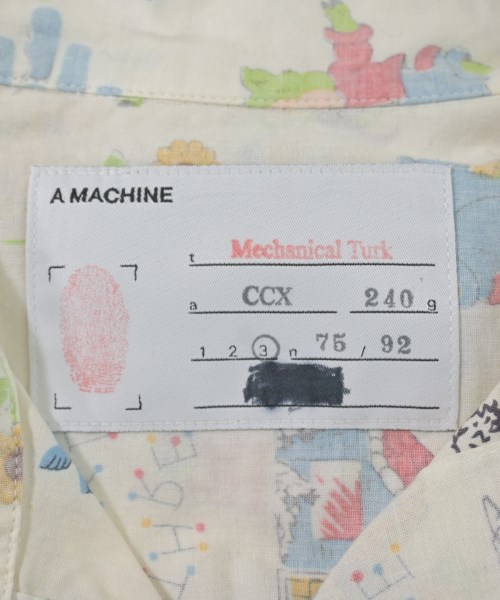 A MACHINE
t Mechanical Turk
a CCX 240 g
1 2 3 n 75 / 92